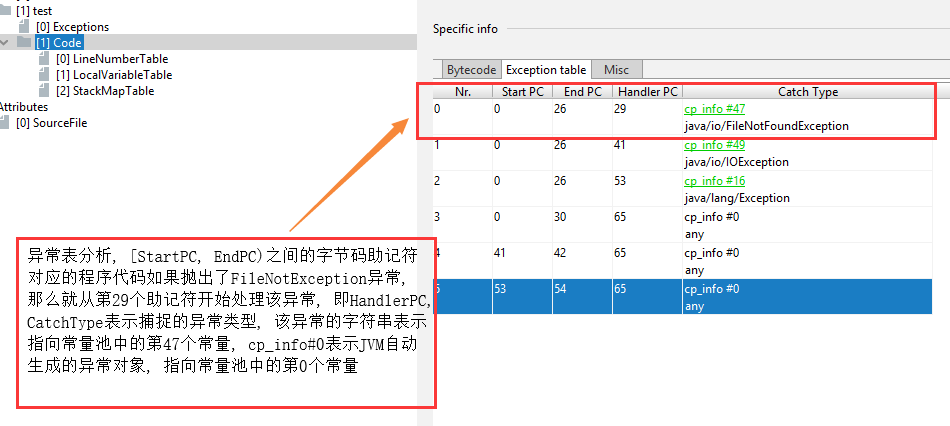 [1] test
[0] Exceptions
[1] Code
[0] LineNumberTable
[1] LocalVariableTable
[2] StackMapTable
Attributes
[0] SourceFile
Specific info
Bytecode Exception table Misc
Nr. Start PC End PC Handler PC Catch Type
0 0 26 29 cp_info #47
java/io/FileNotFoundException
1 0 26 41 cp_info #49
java/io/IOException
2 0 26 53 cp_info #16
java/lang/Exception
3 0 30 65 cp_info #0
any
4 41 42 65 cp_info #0
any
5 53 54 65 cp_info #0
any
异常表分析, [StartPC, EndPC)之间的字节码助记符
对应的程序代码如果抛出了FileNotException异常,
那么就从第29个助记符开始处理该异常, 即HandlerPC,
CatchType表示捕捉的异常类型, 该异常的字符串表示
指向常量池中的第47个常量, cp_info#0表示JVM自动
生成的异常对象, 指向常量池中的第0个常量